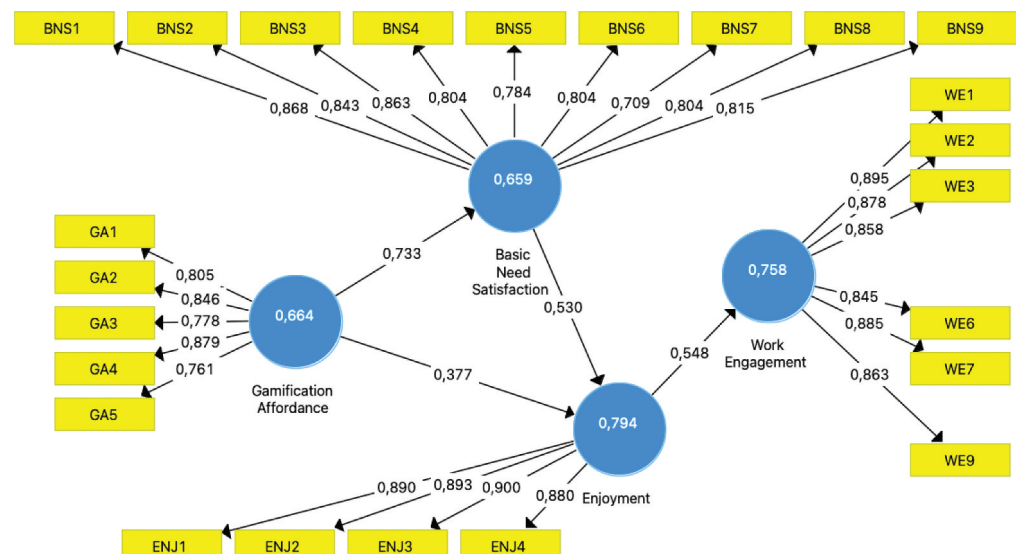 BNS1 BNS2 BNS3 BNS4 BNS5 BNS6 BNS7 BNS8 BNS9
0,868 0,843 0,863 0,804 0,784 0,804 0,709 0,804 0,815
WE1
WE2
WE3
0,895
0,878
0,858
0,659
Basic
Need
Satisfaction
GA1
GA2
GA3
GA4
GA5
0,805
0,846
0,778
0,879
0,761
0,664
Gamification
Affordance
0,733
0,530
0,377
0,758
Work
Engagement
0,548
0,845
0,885
0,863
WE6
WE7
WE9
0,794
Enjoyment
0,890 0,893 0,900 0,880
ENJ1 ENJ2 ENJ3 ENJ4